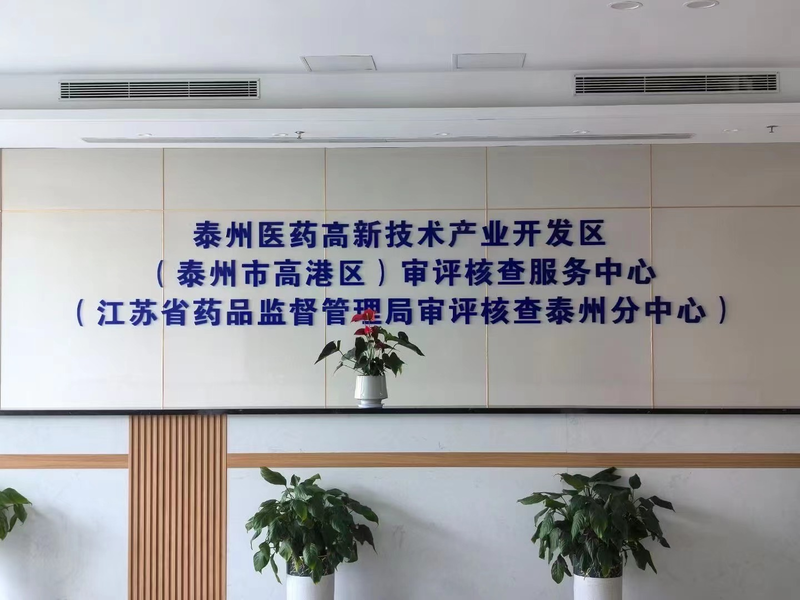 泰州医药高新技术产业开发区
（泰州市高港区）审评核查服务中心
（江苏省药品监督管理局审评核查泰州分中心）